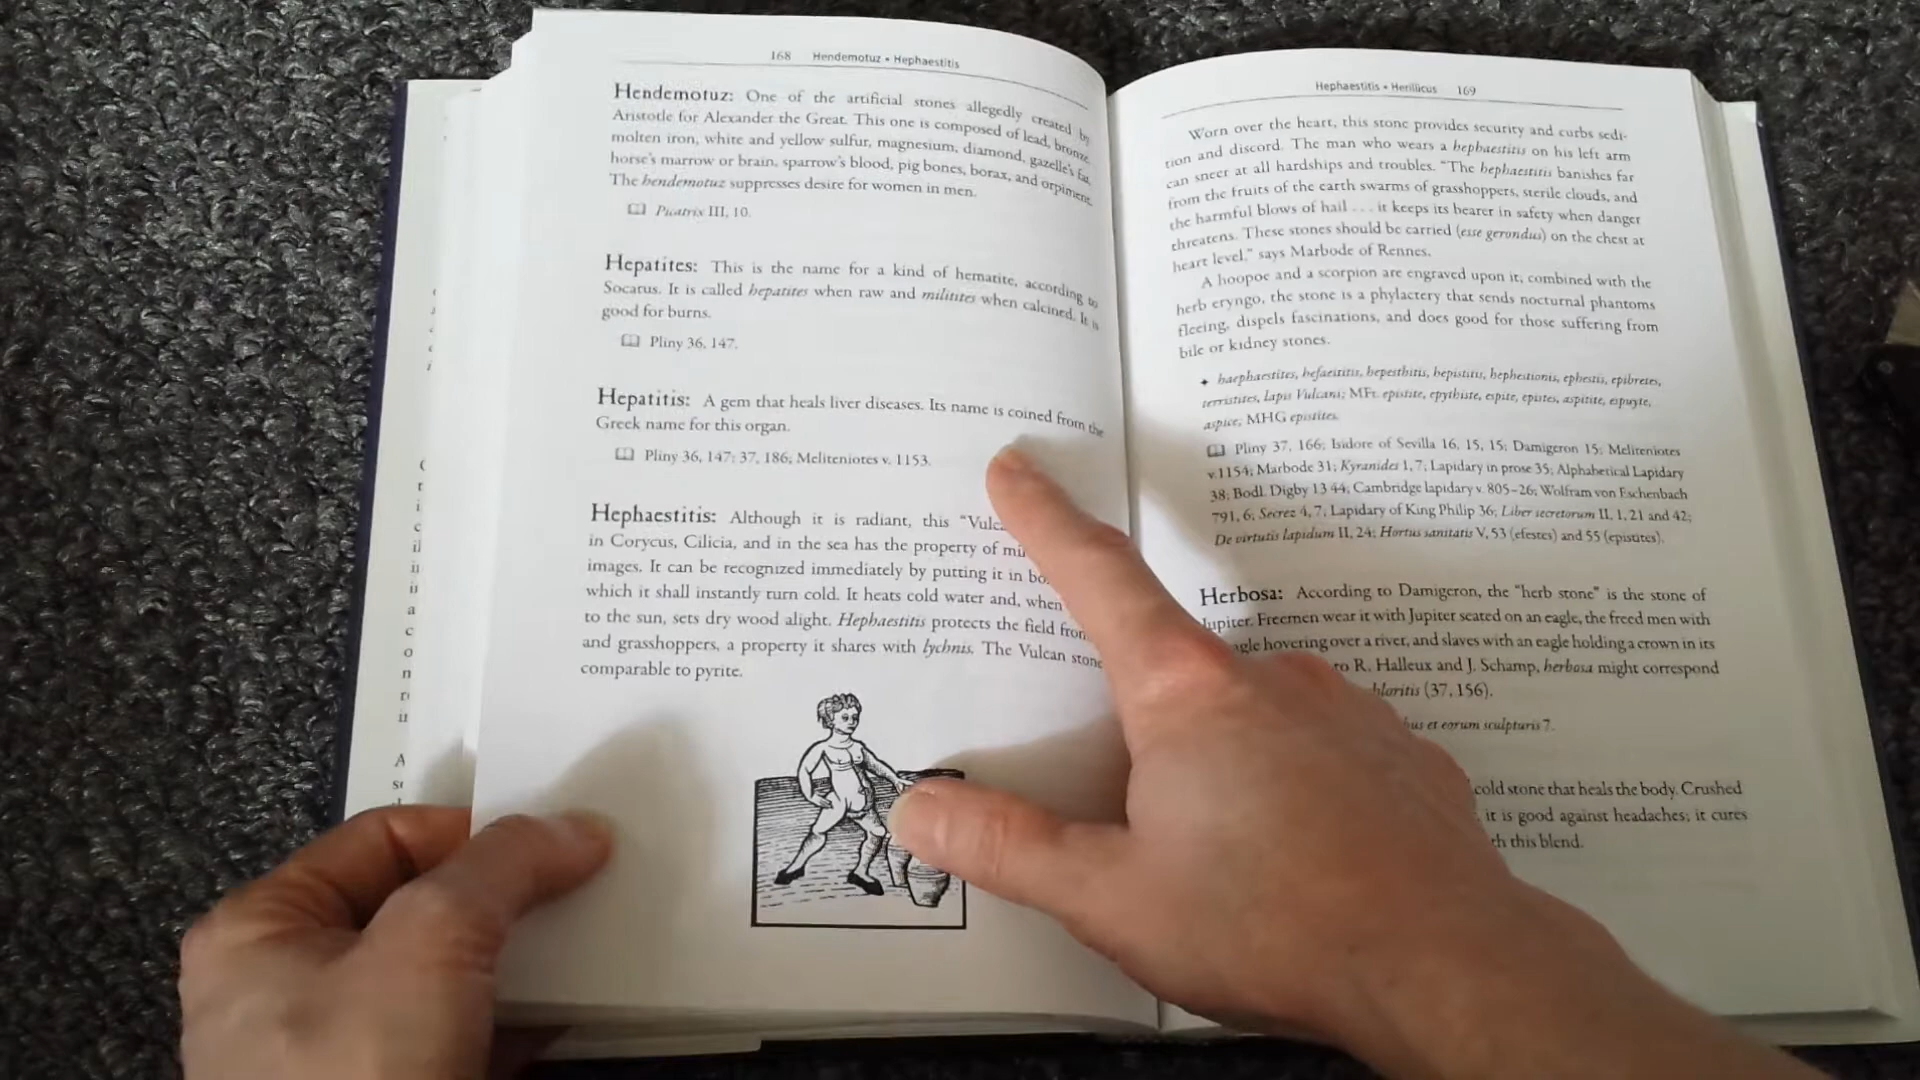 168 Hendemotuz • Hephaestitis
Hendemotuz: One of the artificial stones allegedly created by
Aristotle for Alexander the Great. This one is composed of lead, bronze,
molten iron, white and yellow sulfur, magnesium, diamond, gazelle's fat,
horse's marrow or brain, sparrow's blood, pig bones, borax, and orpiment.
The hendemotuz suppresses desire for women in men.
Picatrix III, 10.
Hepatites: This is the name for a kind of hematite, according to
Socatus. It is called hepatites when raw and militites when calcined. It is
good for burns.
Pliny 36, 147.
Hepatitis: A gem that heals liver diseases. Its name is coined from the
Greek name for this organ.
Pliny 36, 147; 37, 186; Meliteniotes v. 1153.
Hephaestitis: Although it is radiant, this "Vulc
in Corycus, Cilicia, and in the sea has the property of
images. It can be recognized immediately by putting it in
which it shall instantly turn cold. It heats cold water and, when
to the sun, sets dry wood alight. Hephaestitis protects the field
and grasshoppers, a property it shares with lychnis. The Vulcan stone
comparable to pyrite.
Hephaestitis • Herillicus 169
Worn over the heart, this stone provides security and curbs sedi-
tion and discord. The man who wears a hephaestitis on his left arm
can sneer at all hardships and troubles. "The hephaestitis banishes far
from the fruits of the earth swarms of grasshoppers, sterile clouds, and
the harmful blows of hail . . . it keeps its bearer in safety when danger
threatens. These stones should be carried (esse gerondus) on the chest at
heart level," says Marbode of Rennes.
A hoopoe and a scorpion are engraved upon it; combined with the
herb eryngo, the stone is a phylactery that sends nocturnal phantoms
fleeing, dispels fascinations, and does good for those suffering from
bile or kidney stones.
✦ haephaestites, hefaeititis, hepesthitis, hepistitis, hephestionis, ephestis, epibretes,
terristites, lapis Vulcani; MFr. epistite, epythiste, espite, epistes, aspitite, espuyte,
aspice; MHG epistites.
Pliny 37, 166; Isidore of Sevilla 16, 15, 15; Damigeron 15; Meliteniotes
v.1154; Marbode 31; Kyranides 1, 7; Lapidary in prose 35; Alphabetical Lapidary
38; Bodl. Digby 13 44; Cambridge lapidary v. 805–26; Wolfram von Eschenbach
791, 6; Secrez 4, 7; Lapidary of King Philip 36; Liber secretorum II, 1, 21 and 42;
De virtutis lapidum II, 24; Hortus sanitatis V, 53 (efestes) and 55 (epistites).
Herbosa: According to Damigeron, the "herb stone" is the stone of
Jupiter. Freemen wear it with Jupiter seated on an eagle, the freed men with
hovering over a river, and slaves with an eagle holding a crown in its
to R. Halleux and J. Schamp, herbosa might correspond
(37, 156).
et eorum sculpturis 7.
cold stone that heals the body. Crushed
it is good against headaches; it cures
this blend.